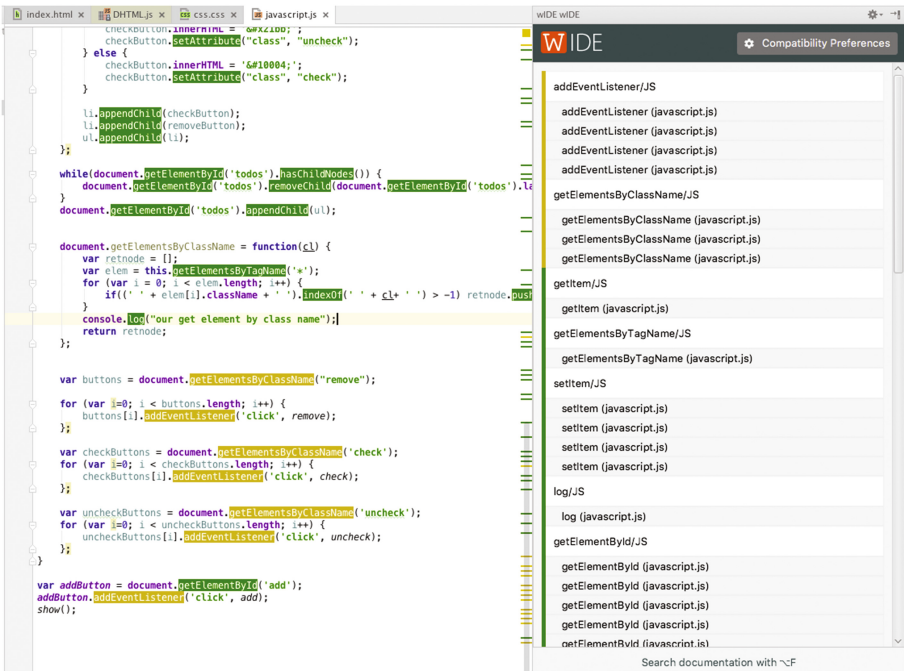 index.html
DHTML.js
css.css
javascript.js
checkButton.innerHTML = '&#x21bb;';
checkButton.setAttribute("class", "uncheck");
} else {
checkButton.innerHTML = '&#10004;';
checkButton.setAttribute("class", "check");
}
li.appendChild(checkButton);
li.appendChild(removeButton);
ul.appendChild(li);
};
while(document.getElementById('todos').hasChildNodes()) {
document.getElementById('todos').removeChild(document.getElementById('todos').la
}
document.getElementById('todos').appendChild(ul);
document.getElementsByClassName = function(cl) {
var retnode = [];
var elem = this.getElementsByTagName('*');
for (var i = 0; i < elem.length; i++) {
if((' ' + elem[i].className + ' ').indexOf(' ' + cl+ ' ') > -1) retnode.push
}
console.log("our get element by class name");
return retnode;
};
var buttons = document.getElementsByClassName("remove");
for (var i=0; i < buttons.length; i++) {
buttons[i].addEventListener('click', remove);
};
var checkButtons = document.getElementsByClassName('check');
for (var i=0; i < checkButtons.length; i++) {
checkButtons[i].addEventListener('click', check);
};
var uncheckButtons = document.getElementsByClassName('uncheck');
for (var i=0; i < uncheckButtons.length; i++) {
uncheckButtons[i].addEventListener('click', uncheck);
};
}
var addButton = document.getElementById('add');
addButton.addEventListener('click', add);
show();
wIDE wIDE
WIDE
Compatibility Preferences
addEventListener/JS
addEventListener (javascript.js)
addEventListener (javascript.js)
addEventListener (javascript.js)
addEventListener (javascript.js)
getElementsByClassName/JS
getElementsByClassName (javascript.js)
getElementsByClassName (javascript.js)
getElementsByClassName (javascript.js)
getItem/JS
getItem (javascript.js)
getElementsByTagName/JS
getElementsByTagName (javascript.js)
setItem/JS
setItem (javascript.js)
setItem (javascript.js)
setItem (javascript.js)
setItem (javascript.js)
log/JS
log (javascript.js)
getElementById/JS
getElementById (javascript.js)
getElementById (javascript.js)
getElementById (javascript.js)
getElementById (javascript.js)
getElementById (javascript.js)
Search documentation with ⌥F